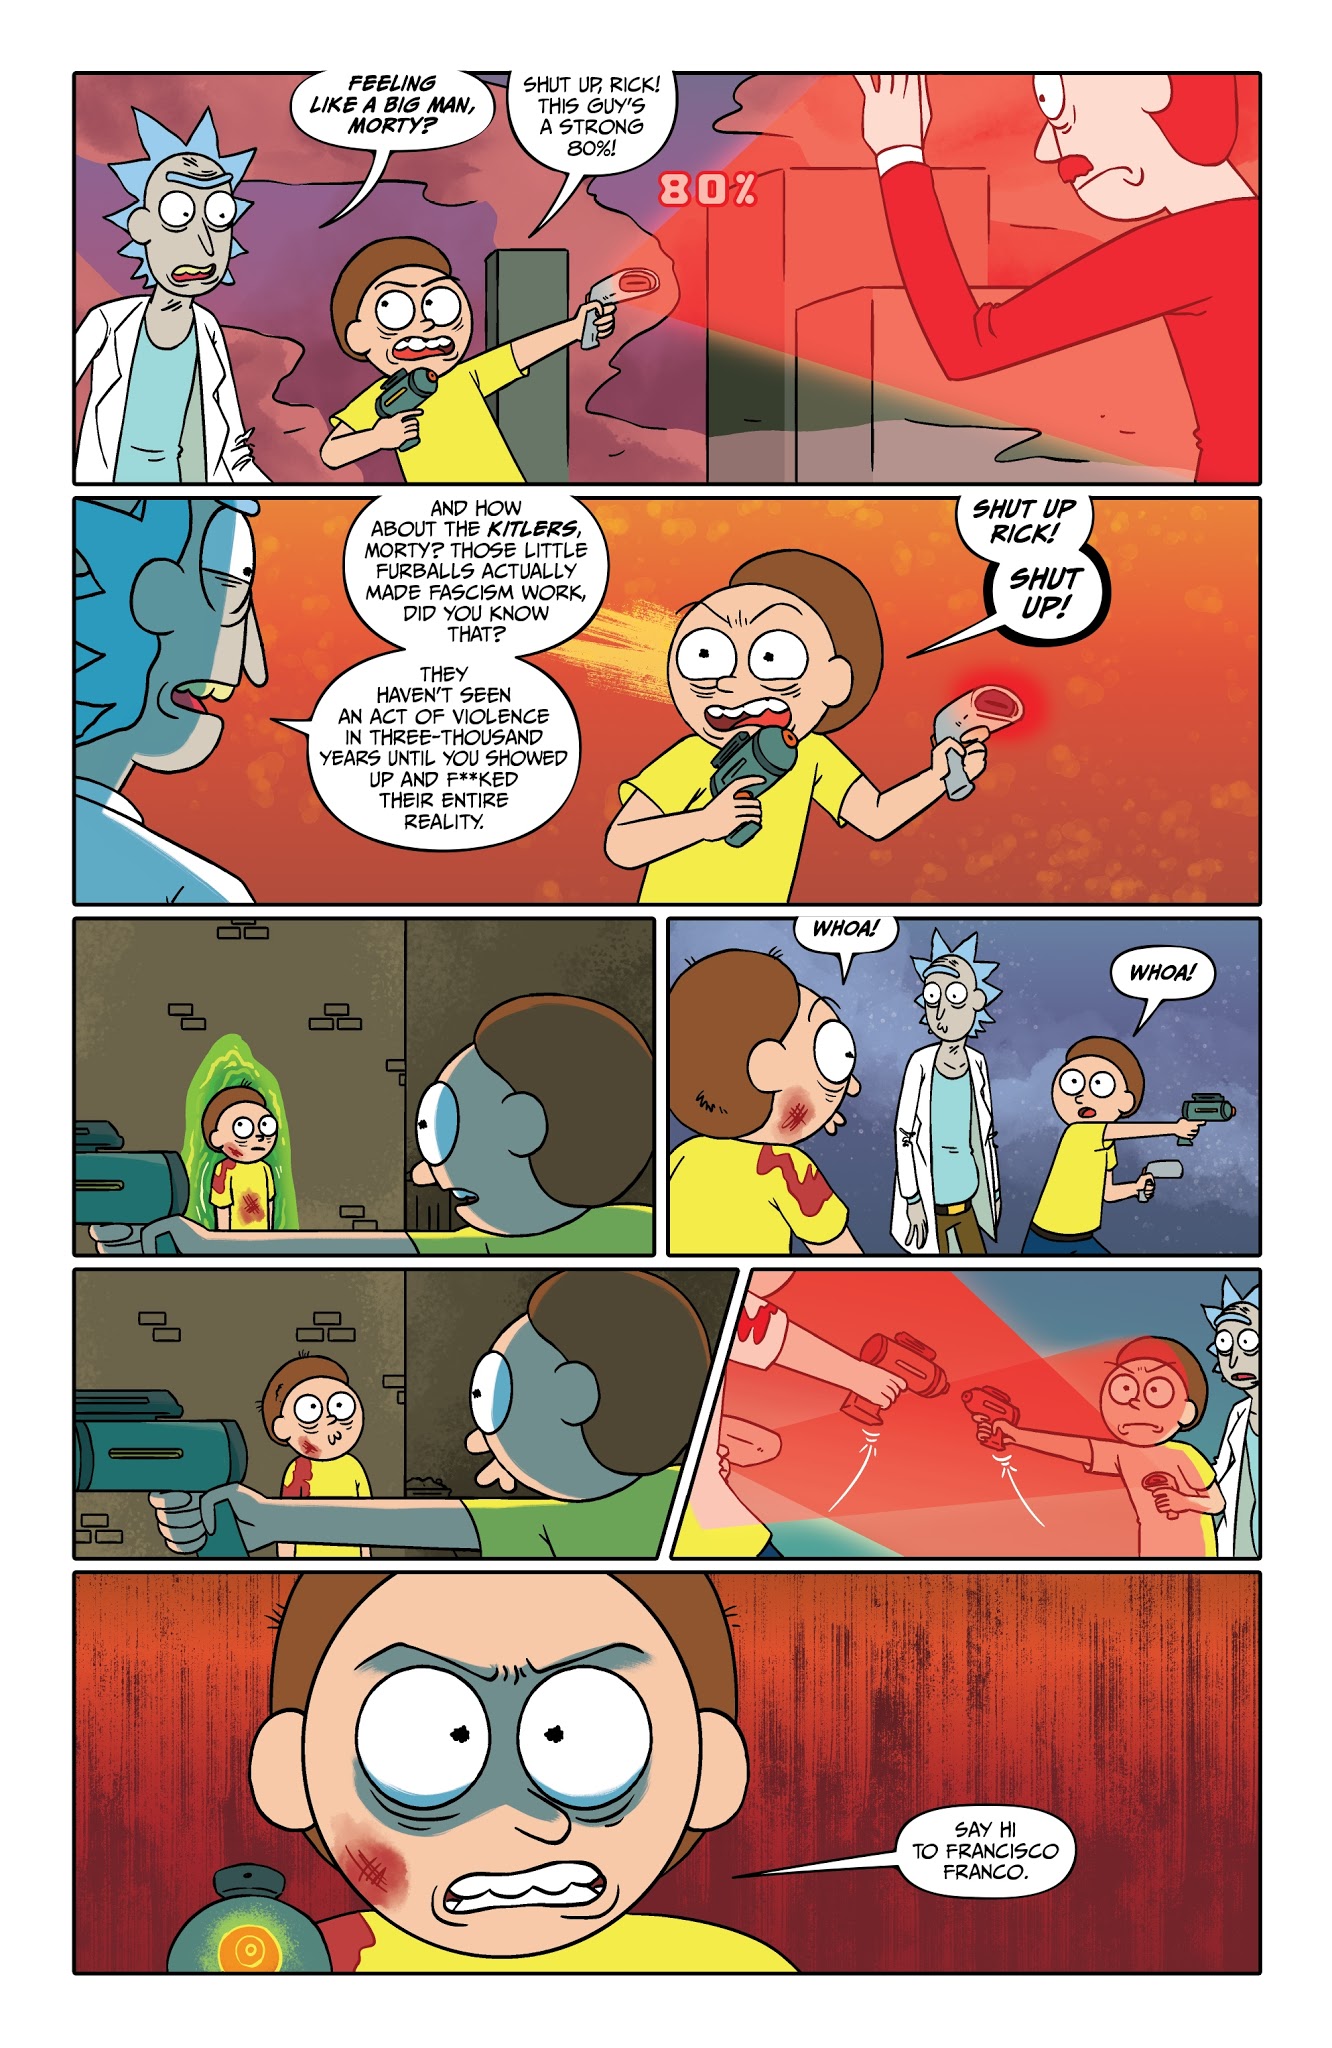 FEELING
LIKE A BIG MAN,
MORTY?
SHUT UP, RICK!
THIS GUY'S
A STRONG
80%!
80%
AND HOW
ABOUT THE KITLERS,
MORTY? THOSE LITTLE
FURBALLS ACTUALLY
MADE FASCISM WORK,
DID YOU KNOW
THAT?
THEY
HAVEN'T SEEN
AN ACT OF VIOLENCE
IN THREE-THOUSAND
YEARS UNTIL YOU SHOWED
UP AND F**KED
THEIR ENTIRE
REALITY.
SHUT UP
RICK!
SHUT
UP!
WHOA!
WHOA!
SAY HI
TO FRANCISCO
FRANCO.